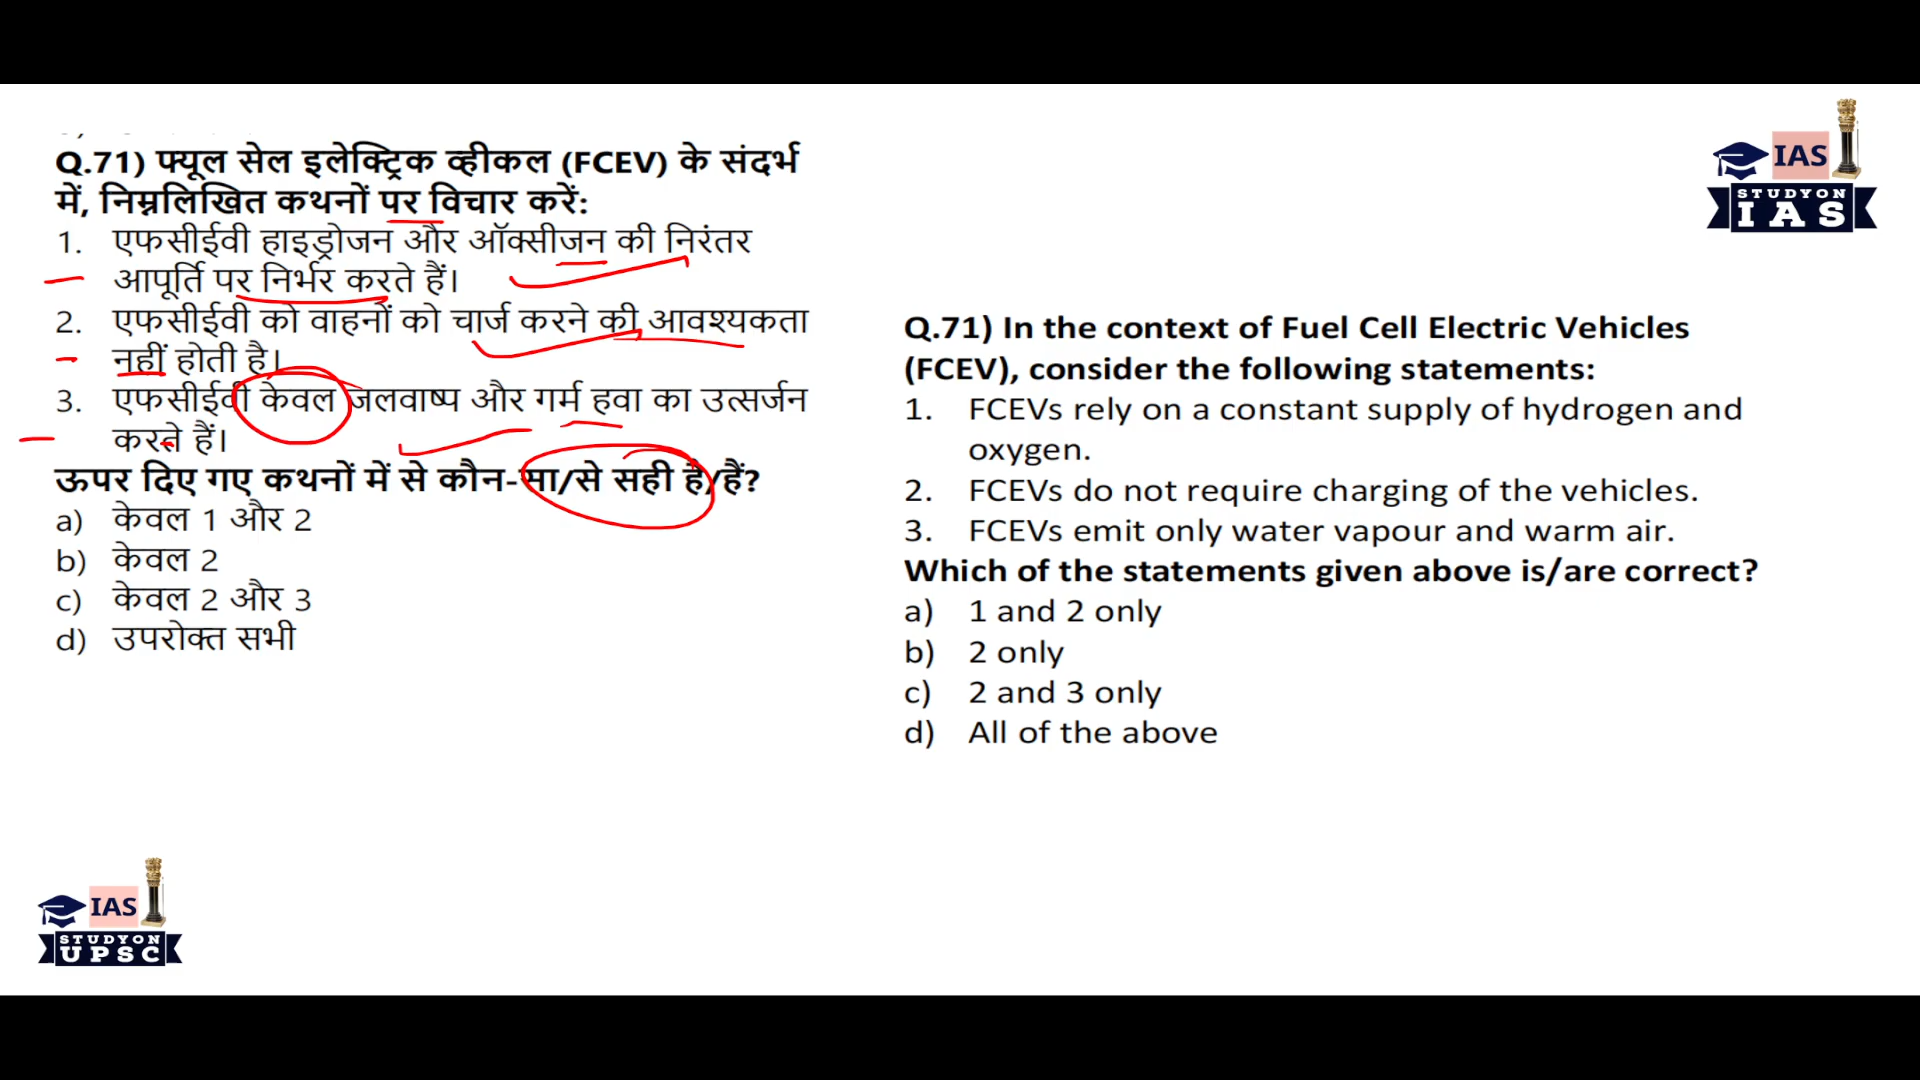 IAS
STUDYON
IAS
Q.71) फ्यूल सेल इलेक्ट्रिक व्हीकल (FCEV) के संदर्भ
में, निम्नलिखित कथनों पर विचार करें:
1. एफसीईवी हाइड्रोजन और ऑक्सीजन की निरंतर
आपूर्ति पर निर्भर करते हैं।
2. एफसीईवी को वाहनों को चार्ज करने की आवश्यकता
नहीं होती है।
3. एफसीईवी केवल जलवाष्प और गर्म हवा का उत्सर्जन
करते हैं।
ऊपर दिए गए कथनों में से कौन-सा/से सही है/हैं?
a) केवल 1 और 2
b) केवल 2
c) केवल 2 और 3
d) उपरोक्त सभी
Q.71) In the context of Fuel Cell Electric Vehicles
(FCEV), consider the following statements:
1. FCEVs rely on a constant supply of hydrogen and
oxygen.
2. FCEVs do not require charging of the vehicles.
3. FCEVs emit only water vapour and warm air.
Which of the statements given above is/are correct?
a) 1 and 2 only
b) 2 only
c) 2 and 3 only
d) All of the above
IAS
STUDYON
UPSC